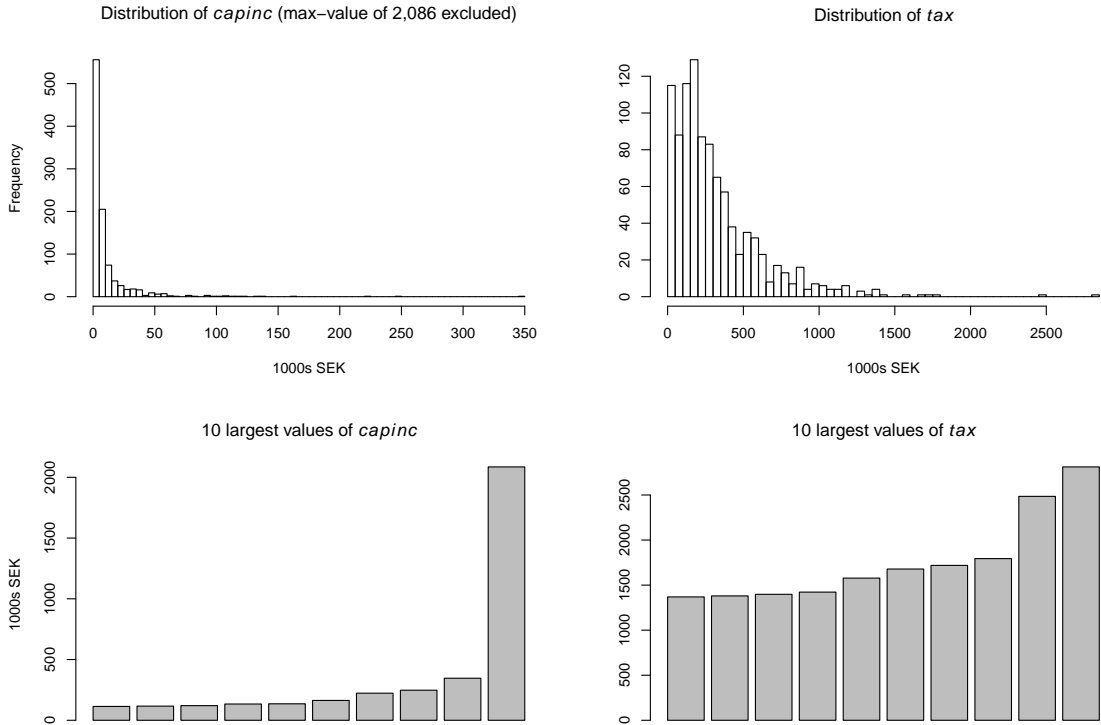 Distribution of capinc (max−value of 2,086 excluded)
Frequency
0 100 200 300 400 500
0 50 100 150 200 250 300 350
1000s SEK
Distribution of tax
0 20 40 60 80 100 120
0 500 1000 1500 2000 2500
1000s SEK
10 largest values of capinc
1000s SEK
0 500 1000 1500 2000
10 largest values of tax
0 500 1000 1500 2000 2500